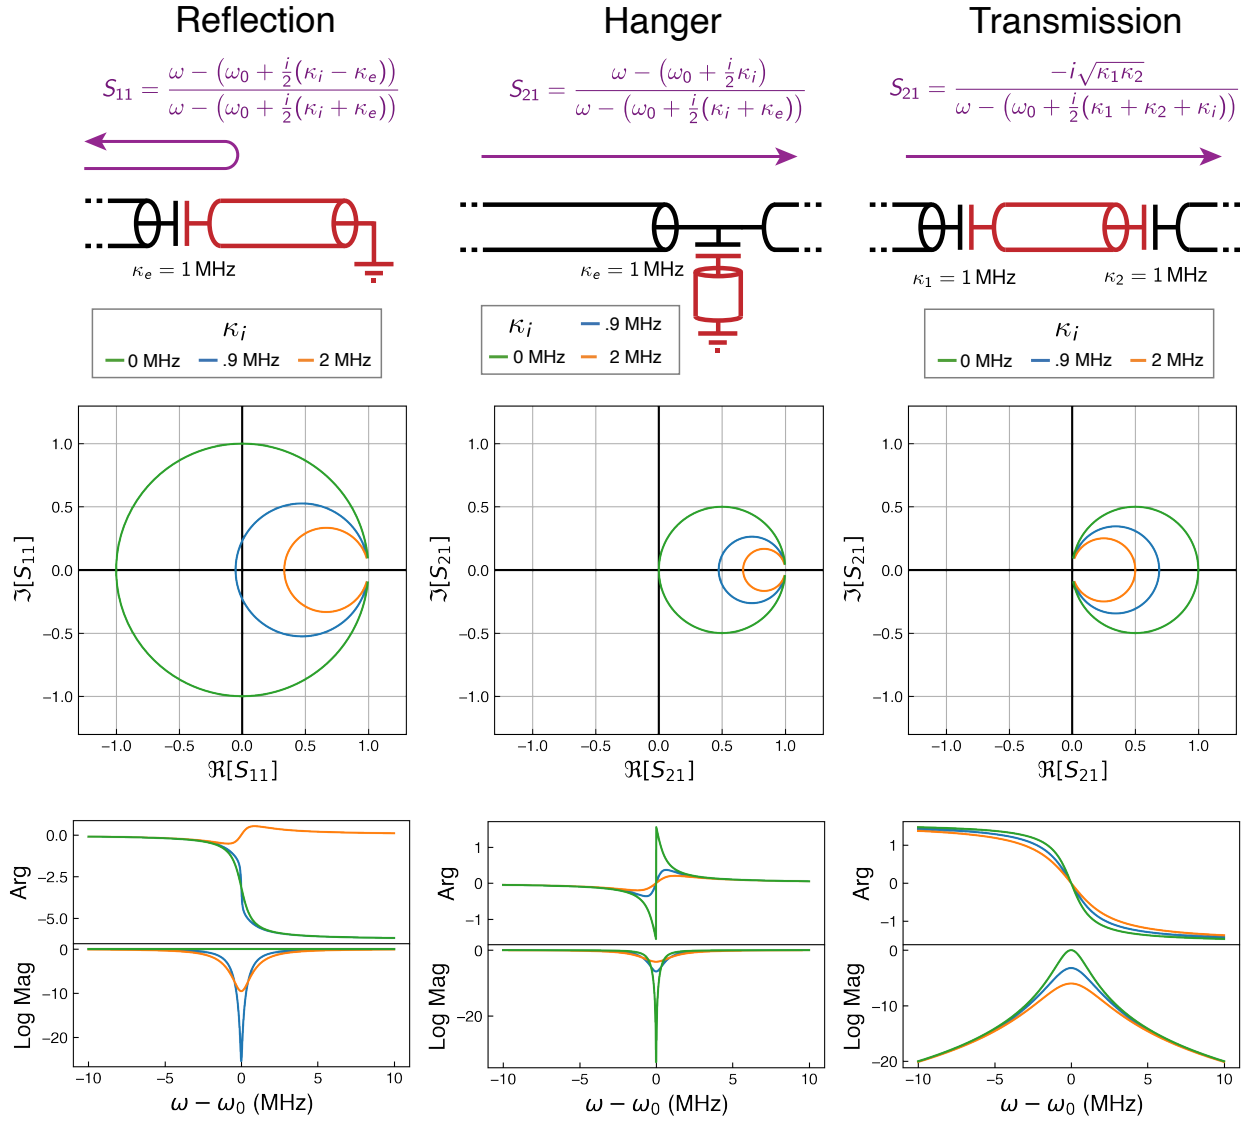 Reflection
S₁₁ = (ω − (ω₀ + i/2(κᵢ − κₑ))) / (ω − (ω₀ + i/2(κᵢ + κₑ)))
κₑ = 1 MHz
κᵢ
0 MHz .9 MHz 2 MHz
ℑ[S₁₁]
1.0
0.5
0.0
−0.5
−1.0
−1.0 −0.5 0.0 0.5 1.0
ℜ[S₁₁]
Arg
0.0
−2.5
−5.0
Log Mag
0
−10
−20
−10 −5 0 5 10
ω − ω₀ (MHz)
Hanger
S₂₁ = (ω − (ω₀ + i/2 κᵢ)) / (ω − (ω₀ + i/2(κᵢ + κₑ)))
κₑ = 1 MHz
κᵢ .9 MHz
0 MHz 2 MHz
ℑ[S₂₁]
1.0
0.5
0.0
−0.5
−1.0
−1.0 −0.5 0.0 0.5 1.0
ℜ[S₂₁]
Arg
1
0
−1
Log Mag
0
−20
−10 −5 0 5 10
ω − ω₀ (MHz)
Transmission
S₂₁ = −i√(κ₁κ₂) / (ω − (ω₀ + i/2(κ₁ + κ₂ + κᵢ)))
κ₁ = 1 MHz κ₂ = 1 MHz
κᵢ
0 MHz .9 MHz 2 MHz
ℑ[S₂₁]
1.0
0.5
0.0
−0.5
−1.0
−1.0 −0.5 0.0 0.5 1.0
ℜ[S₂₁]
Arg
1
0
−1
Log Mag
0
−10
−20
−10 −5 0 5 10
ω − ω₀ (MHz)